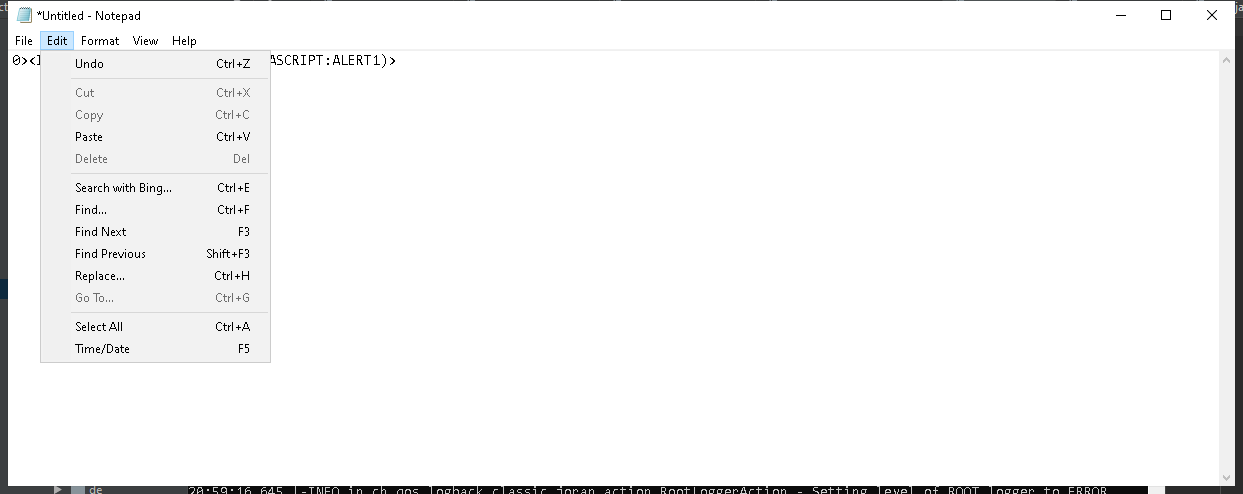 *Untitled - Notepad
File Edit Format View Help
0><I ASCRIPT:ALERT1)>
Undo Ctrl+Z
Cut Ctrl+X
Copy Ctrl+C
Paste Ctrl+V
Delete Del
Search with Bing... Ctrl+E
Find... Ctrl+F
Find Next F3
Find Previous Shift+F3
Replace... Ctrl+H
Go To... Ctrl+G
Select All Ctrl+A
Time/Date F5
de 20:59:16,645 |-INFO in ch.qos.logback.classic.joran.action.RootLoggerAction - Setting level of ROOT logger to ERROR